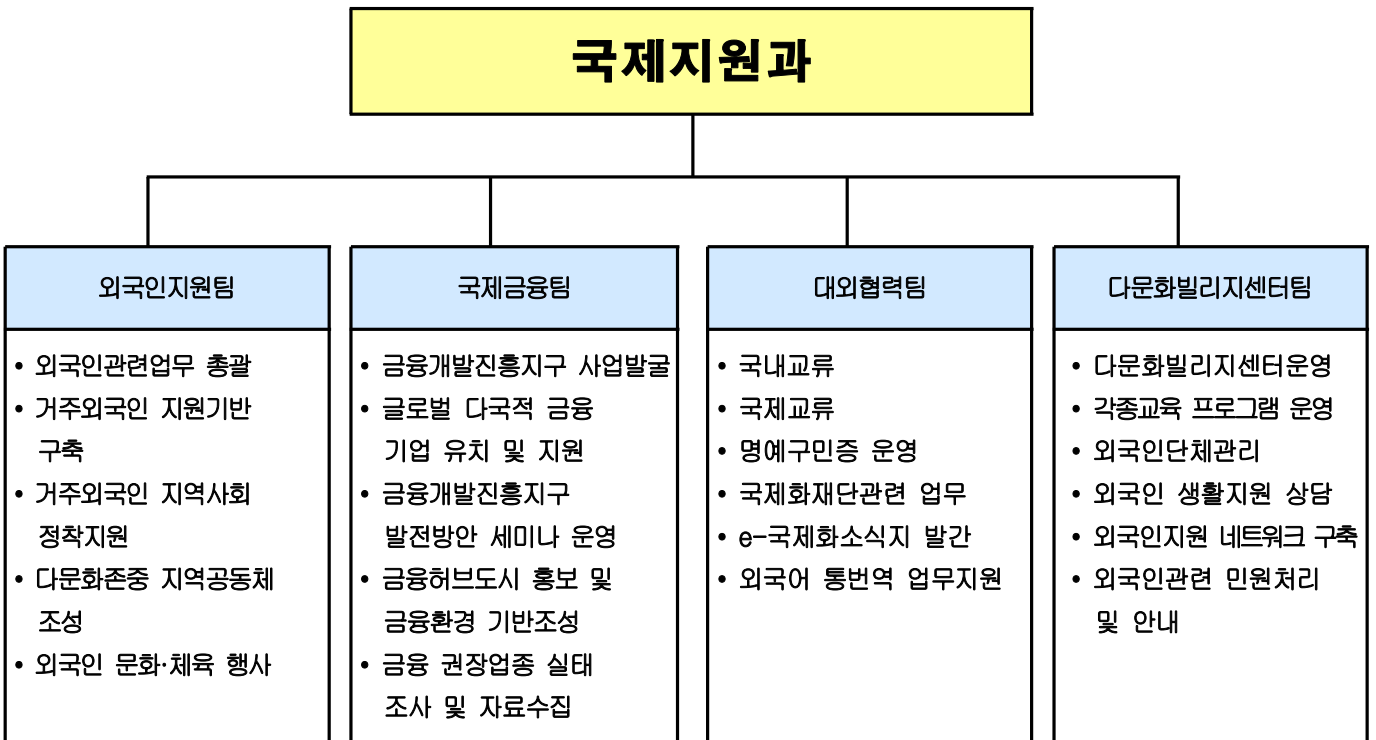 국제지원과
외국인지원팀
• 외국인관련업무 총괄
• 거주외국인 지원기반
구축
• 거주외국인 지역사회
정착지원
• 다문화존중 지역공동체
조성
• 외국인 문화·체육 행사
국제금융팀
• 금융개발진흥지구 사업발굴
• 글로벌 다국적 금융
기업 유치 및 지원
• 금융개발진흥지구
발전방안 세미나 운영
• 금융허브도시 홍보 및
금융환경 기반조성
• 금융 권장업종 실태
조사 및 자료수집
대외협력팀
• 국내교류
• 국제교류
• 명예구민증 운영
• 국제화재단관련 업무
• e-국제화소식지 발간
• 외국어 통번역 업무지원
다문화빌리지센터팀
• 다문화빌리지센터운영
• 각종교육 프로그램 운영
• 외국인단체관리
• 외국인 생활지원 상담
• 외국인지원 네트워크 구축
• 외국인관련 민원처리
및 안내